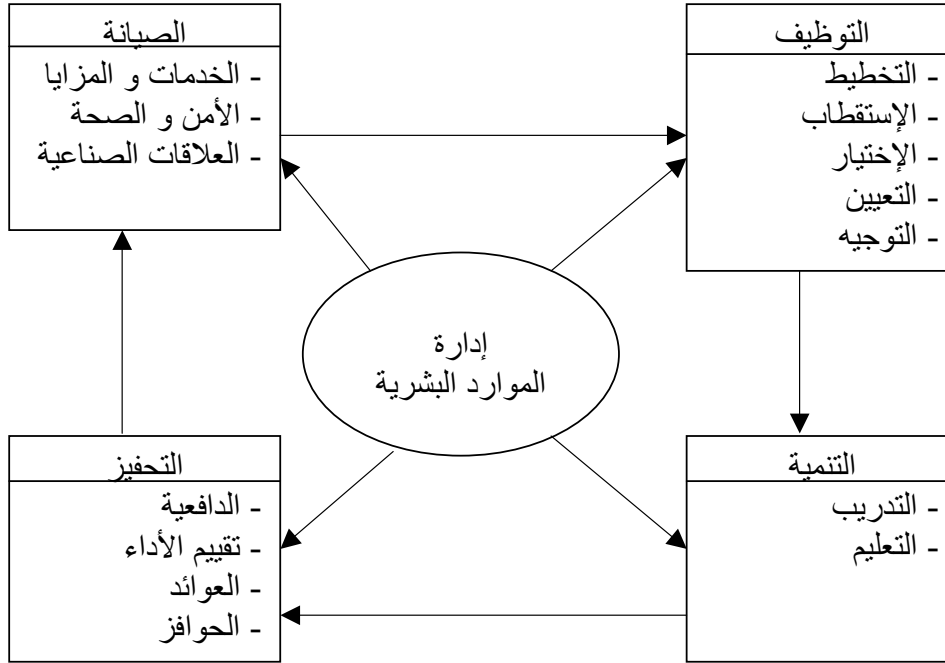 التوظيف
- التخطيط
- الإستقطاب
- الإختيار
- التعيين
- التوجيه
الصيانة
- الخدمات و المزايا
- الأمن و الصحة
- العلاقات الصناعية
إدارة
الموارد البشرية
التنمية
- التدريب
- التعليم
التحفيز
- الدافعية
- تقييم الأداء
- العوائد
- الحوافز